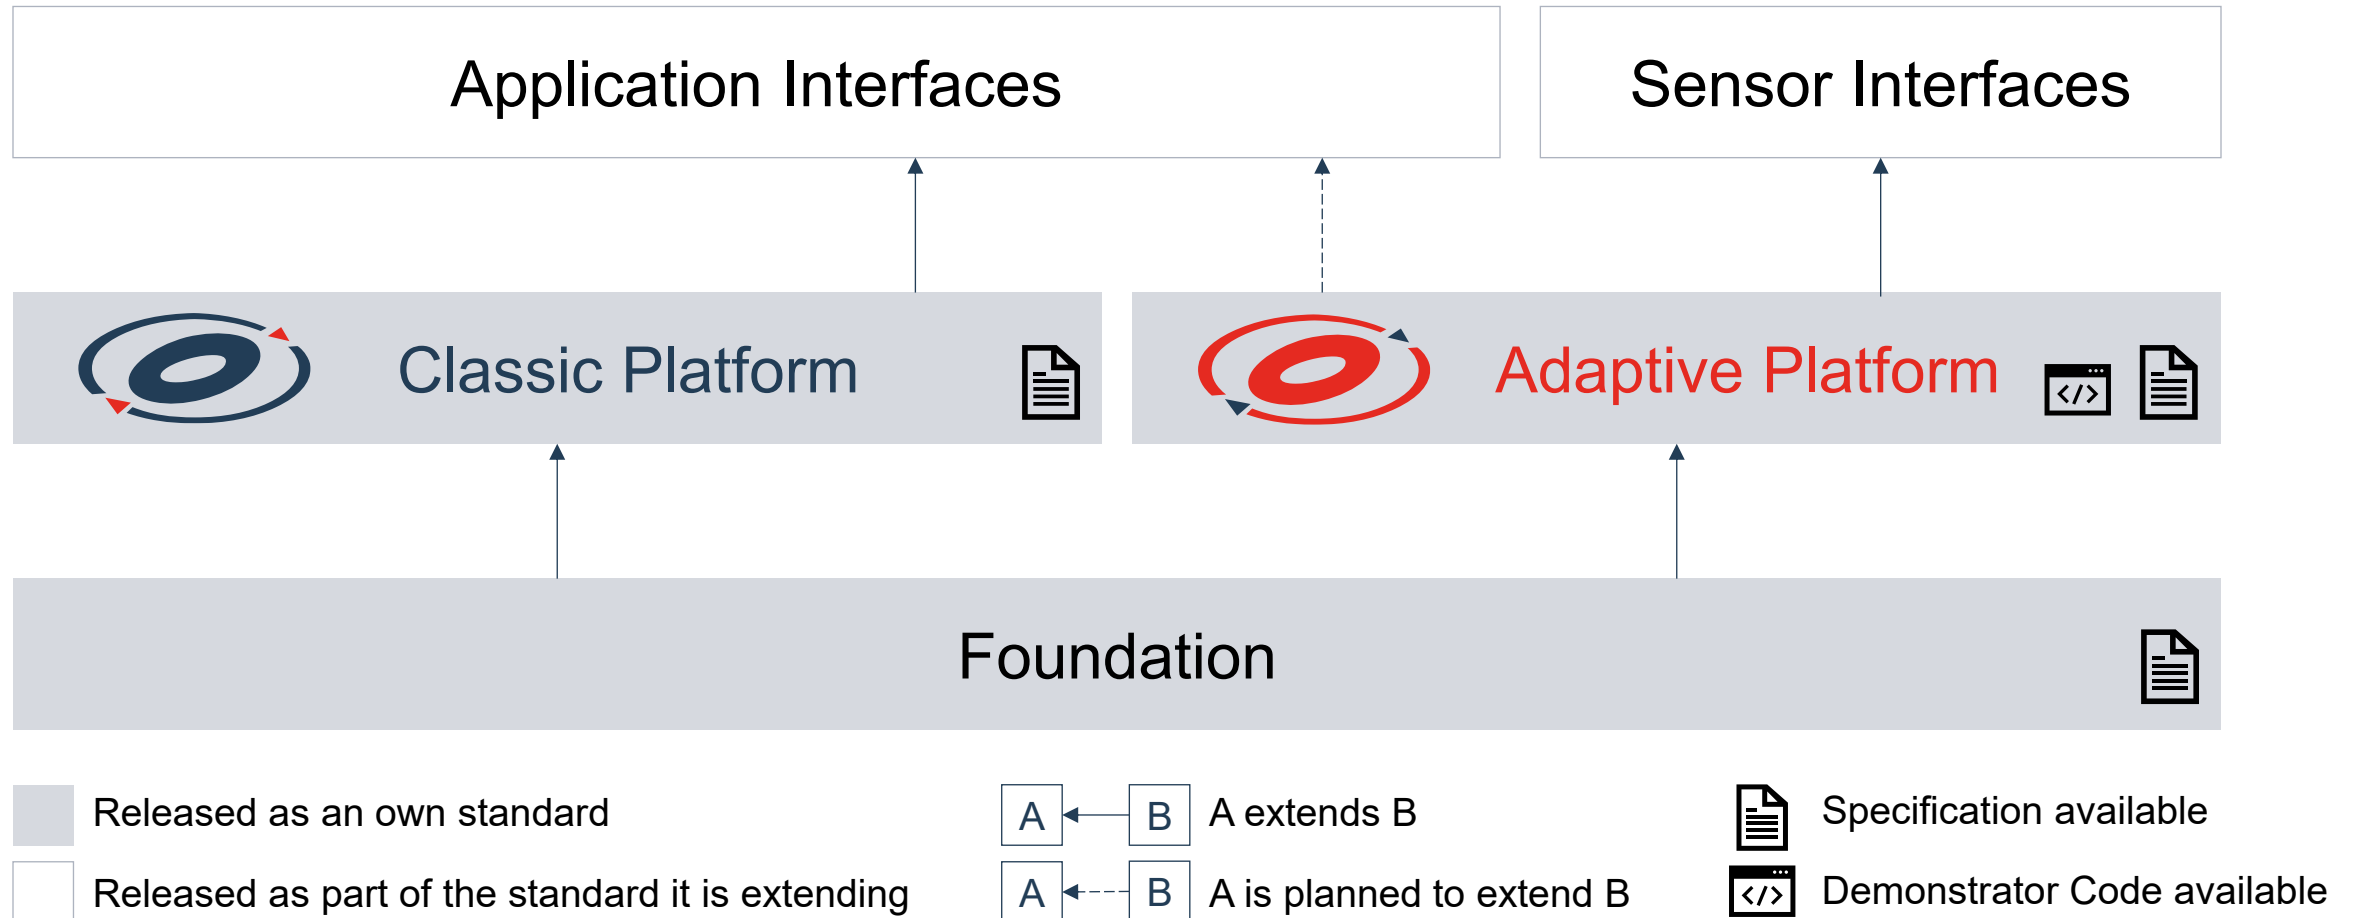 Application Interfaces
Sensor Interfaces
Classic Platform
Adaptive Platform
</>
Foundation
Released as an own standard
A
B
A extends B
Specification available
Released as part of the standard it is extending
A
B
A is planned to extend B
</>
Demonstrator Code available